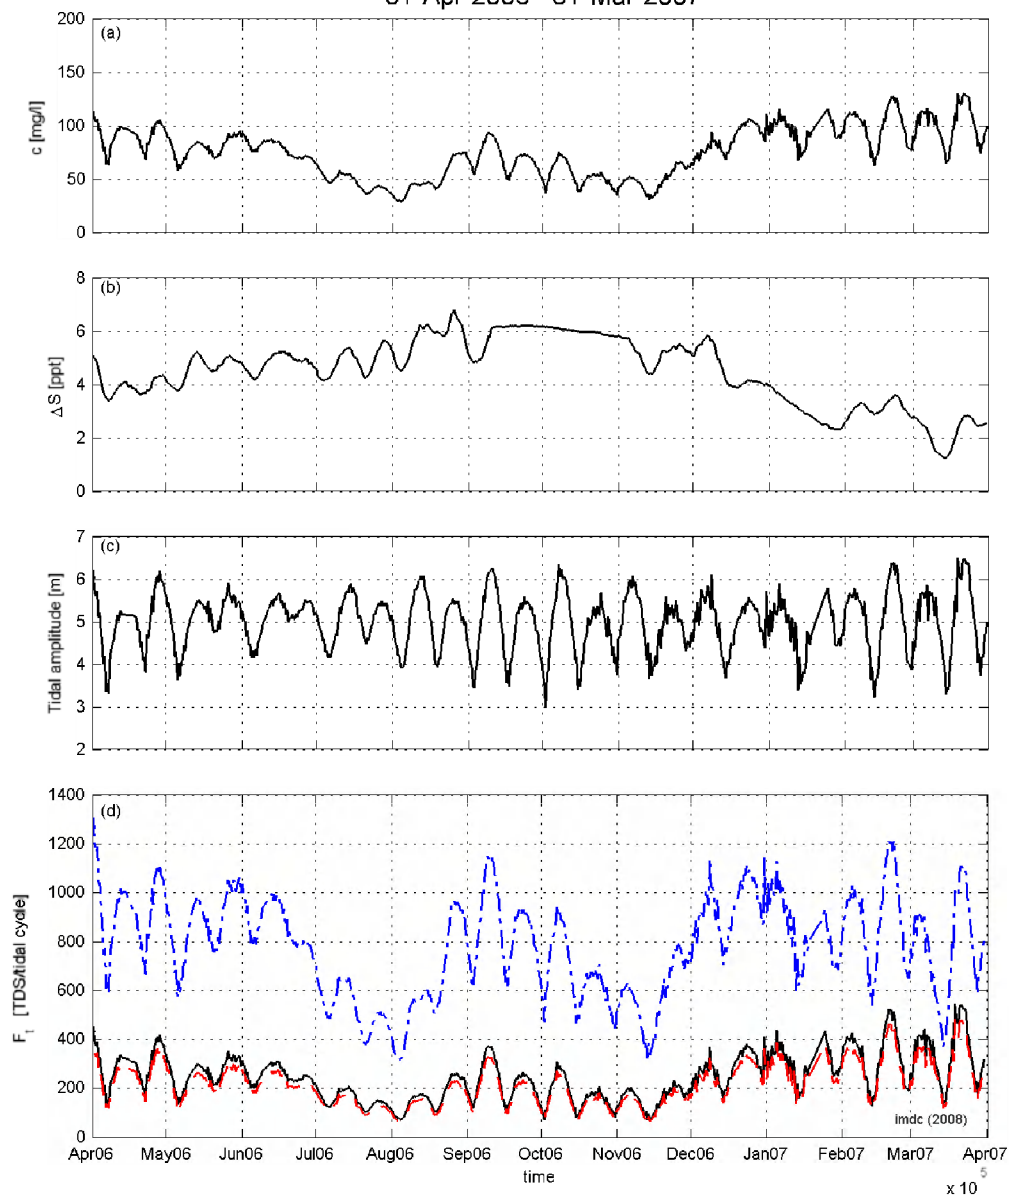 (a)
200
150
100
50
0
c [mg/l]
(b)
8
6
4
2
0
ΔS [ppt]
(c)
7
6
5
4
3
2
Tidal amplitude [m]
(d)
1400
1200
1000
800
600
400
200
0
F_t [TDS/tidal cycle]
imdc (2008)
Apr06 May06 Jun06 Jul06 Aug06 Sep06 Oct06 Nov06 Dec06 Jan07 Feb07 Mar07 Apr07
time
x 10^5